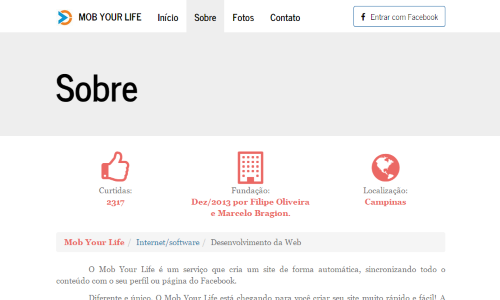 MOB YOUR LIFE Início Sobre Fotos Contato Entrar com Facebook
Sobre
Curtidas:
2317
Fundação:
Dez/2013 por Filipe Oliveira
e Marcelo Bragion.
Localização:
Campinas
Mob Your Life / Internet/software / Desenvolvimento da Web
O Mob Your Life é um serviço que cria um site de forma automática, sincronizando todo o
conteúdo com o seu perfil ou página do Facebook.
Diferente e único, O Mob Your Life está chegando para você criar seu site muito rápido e fácil! A